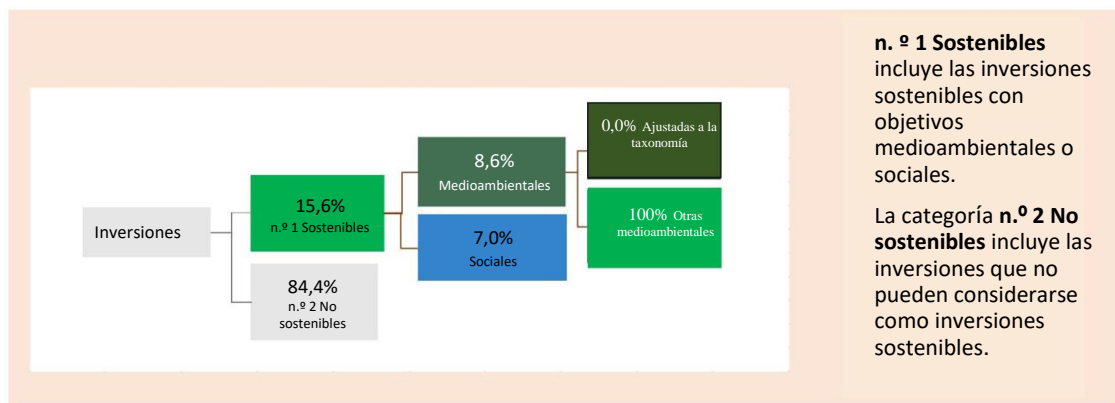 Inversiones
15,6%
n.º 1 Sostenibles
84,4%
n.º 2 No
sostenibles
8,6%
Medioambientales
7,0%
Sociales
0,0% Ajustadas a la
taxonomía
100% Otras
medioambientales
n. º 1 Sostenibles
incluye las inversiones
sostenibles con
objetivos
medioambientales o
sociales.
La categoría n.º 2 No
sostenibles incluye las
inversiones que no
pueden considerarse
como inversiones
sostenibles.